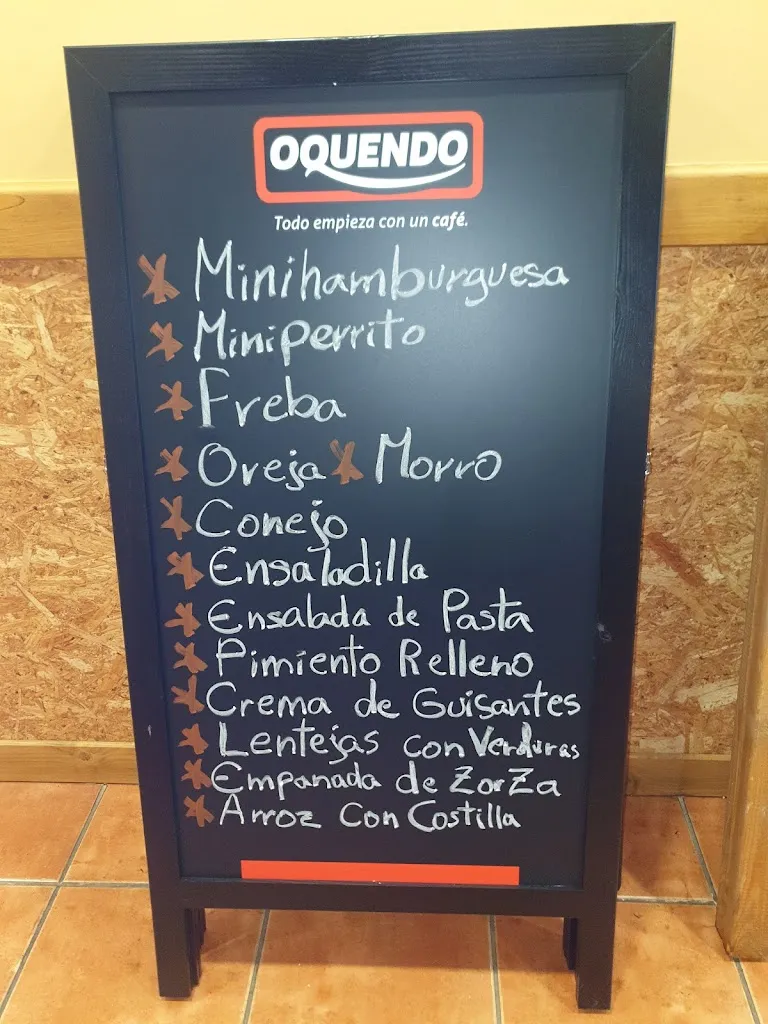 OQUENDO
Todo empieza con un café.
Minihamburguesa
Miniperrito
Freba
Oreja Morro
Conejo
Ensaladilla
Ensalada de Pasta
Pimiento Relleno
Crema de Guisantes
Lentejas con Verduras
Empanada de Zorza
Arroz con Costilla